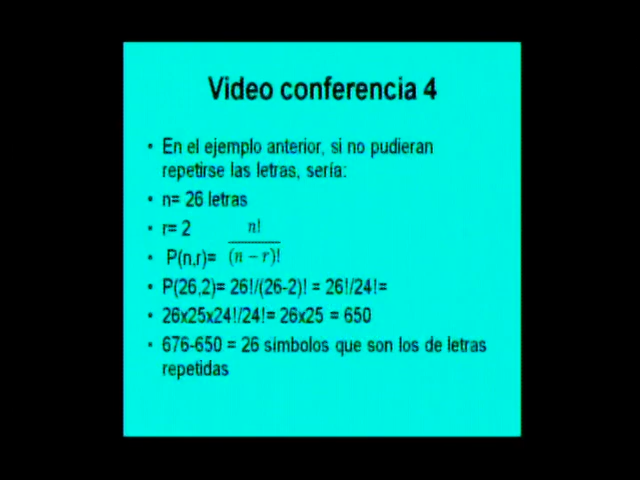 Video conferencia 4
• En el ejemplo anterior, si no pudieran
repetirse las letras, sería:
• n= 26 letras
• r= 2
• P(n,r)= n!/(n − r)!
• P(26,2)= 26!/(26-2)! = 26!/24!=
• 26x25x24!/24!= 26x25 = 650
• 676-650 = 26 símbolos que son los de letras
repetidas